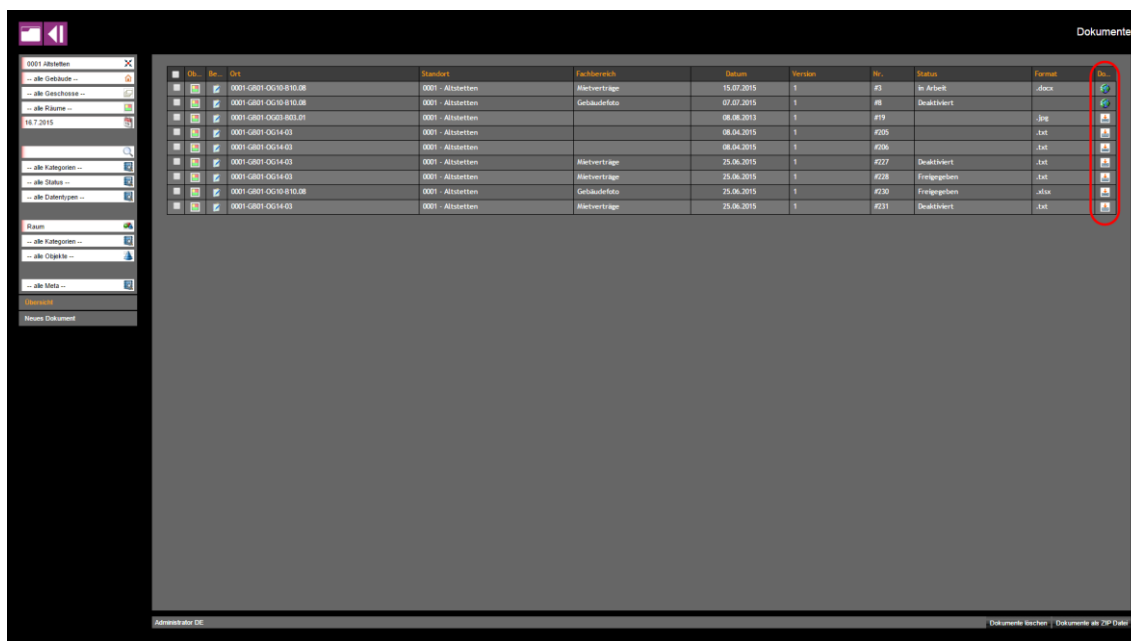 Dokumente
0001 Altstetten
-- alle Gebäude --
-- alle Geschosse --
-- alle Räume --
16.7.2015
-- alle Kategorien --
-- alle Status --
-- alle Datentypen --
Raum
-- alle Kategorien --
-- alle Objekte --
-- alle Meta --
Übersicht
Neues Dokument
Ob... Be... Ort Standort Fachbereich Datum Version Nr. Status Format Do...
0001-GB01-OG10-B10.08 0001 - Altstetten Mietverträge 15.07.2015 1 #3 in Arbeit .docx
0001-GB01-OG10-B10.08 0001 - Altstetten Gebäudefoto 07.07.2015 1 #8 Deaktiviert
0001-GB01-OG03-B03.01 0001 - Altstetten 08.08.2013 1 #19 .jpg
0001-GB01-OG14-03 0001 - Altstetten 08.04.2015 1 #205 .txt
0001-GB01-OG14-03 0001 - Altstetten 08.04.2015 1 #206 .txt
0001-GB01-OG14-03 0001 - Altstetten Mietverträge 25.06.2015 1 #227 Deaktiviert .txt
0001-GB01-OG14-03 0001 - Altstetten Mietverträge 25.06.2015 1 #228 Freigegeben .txt
0001-GB01-OG10-B10.08 0001 - Altstetten Gebäudefoto 25.06.2015 1 #230 Freigegeben .xlsx
0001-GB01-OG14-03 0001 - Altstetten Mietverträge 25.06.2015 1 #231 Deaktiviert .txt
Administrator DE Dokumente löschen Dokumente als ZIP Datei